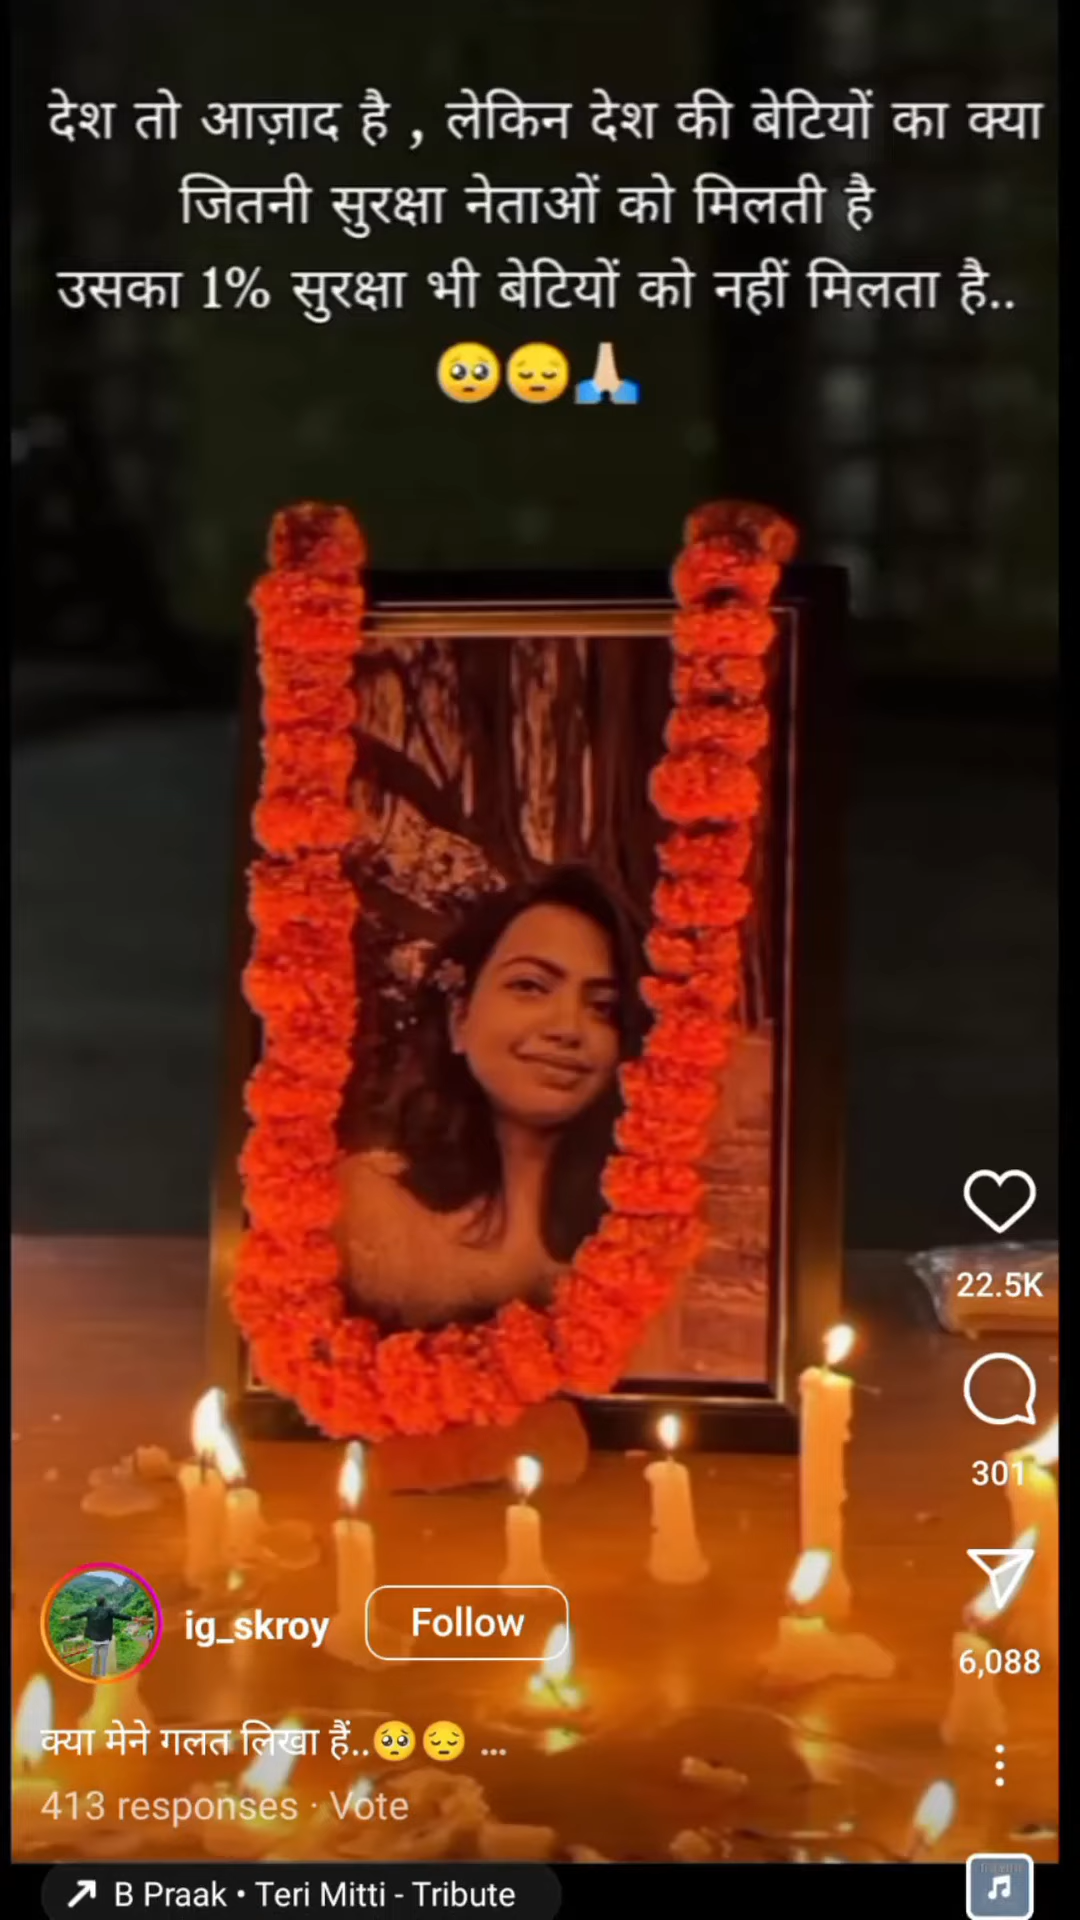 देश तो आज़ाद है , लेकिन देश की बेटियों का क्या
जितनी सुरक्षा नेताओं को मिलती है
उसका 1% सुरक्षा भी बेटियों को नहीं मिलता है..
🥺😔🙏🏻
22.5K
301
ig_skroy
Follow
6,088
क्या मेने गलत लिखा हैं..🥺😔 ...
413 responses · Vote
B Praak • Teri Mitti - Tribute